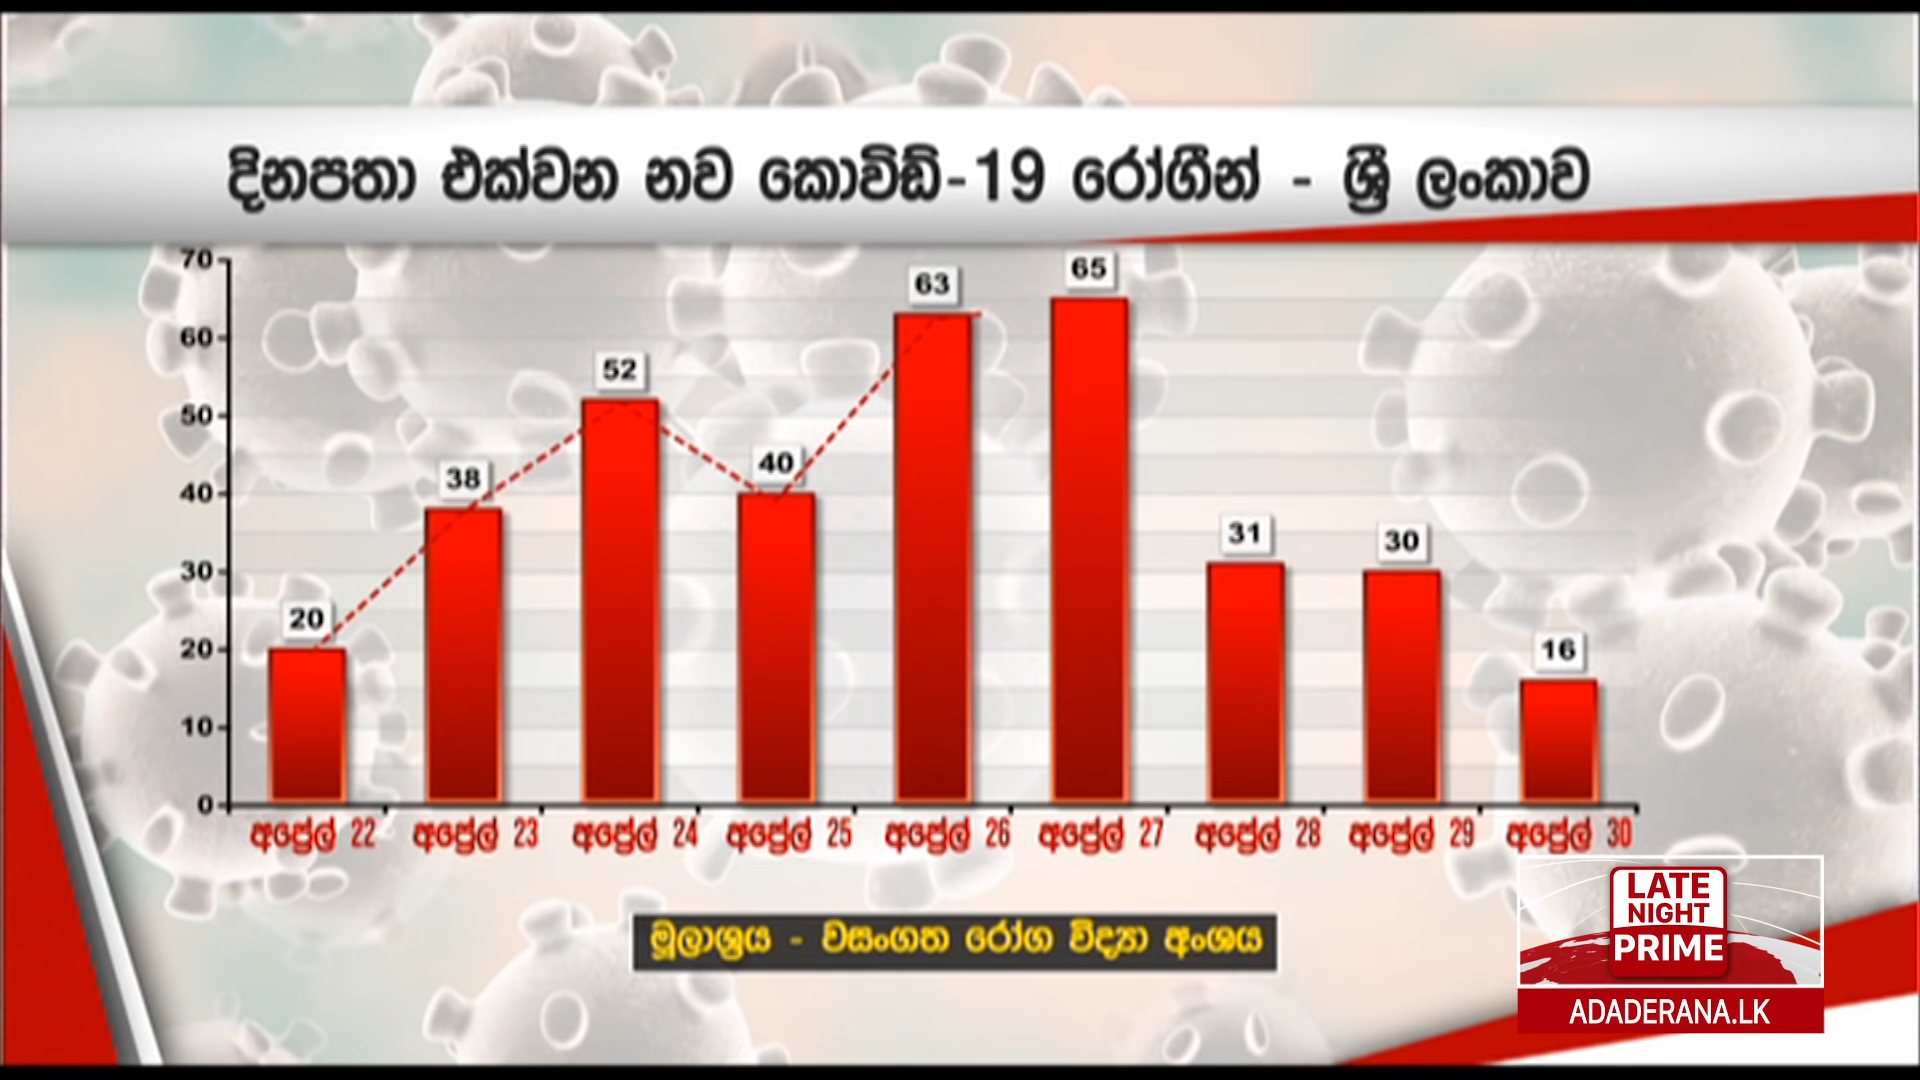 දිනපතා එක්වන නව කොවිඩ්-19 රෝගීන් - ශ්‍රී ලංකාව
70
60
50
40
30
20
10
0
20
38
52
40
63
65
31
30
16
අප්‍රේල් 22
අප්‍රේල් 23
අප්‍රේල් 24
අප්‍රේල් 25
අප්‍රේල් 26
අප්‍රේල් 27
අප්‍රේල් 28
අප්‍රේල් 29
අප්‍රේල් 30
මූලාශ්‍රය - වසංගත රෝග විද්‍යා අංශය
LATE
NIGHT
PRIME
ADADERANA.LK